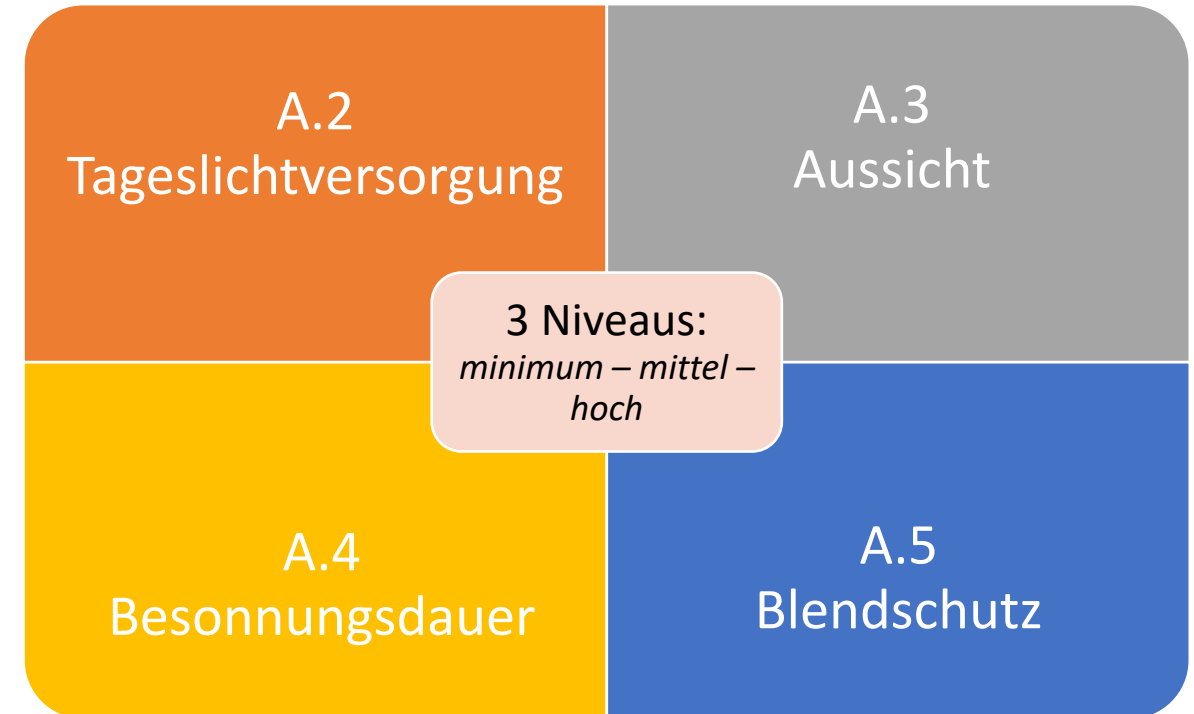 A.2
Tageslichtversorgung
A.3
Aussicht
3 Niveaus:
minimum – mittel –
hoch
A.4
Besonnungsdauer
A.5
Blendschutz